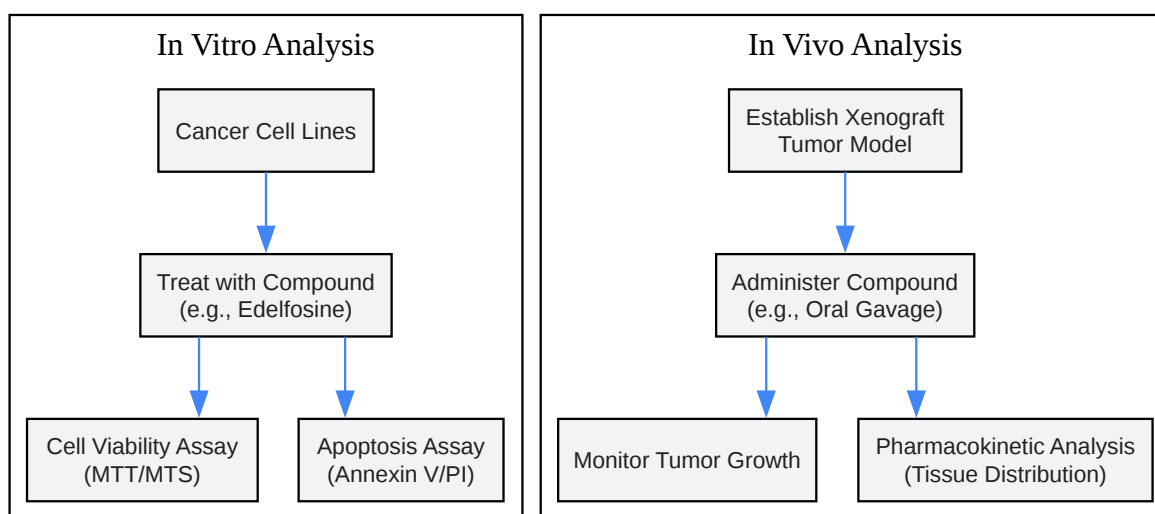 In Vitro Analysis
Cancer Cell Lines
Treat with Compound
(e.g., Edelfosine)
Cell Viability Assay
(MTT/MTS)
Apoptosis Assay
(Annexin V/PI)
In Vivo Analysis
Establish Xenograft
Tumor Model
Administer Compound
(e.g., Oral Gavage)
Monitor Tumor Growth
Pharmacokinetic Analysis
(Tissue Distribution)